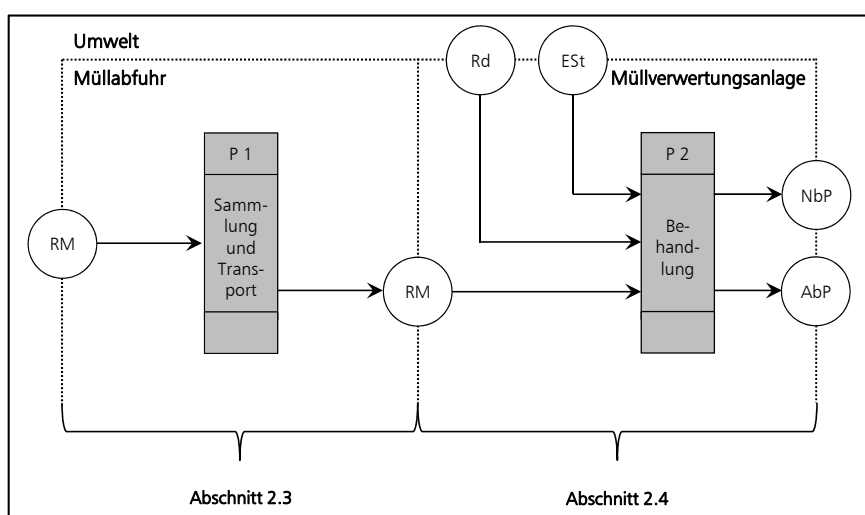 Umwelt
Müllabfuhr
Rd
ESt
Müllverwertungsanlage
P 1
P 2
Samm-
lung
und
Trans-
port
Be-
hand-
lung
RM
RM
NbP
AbP
Abschnitt 2.3
Abschnitt 2.4